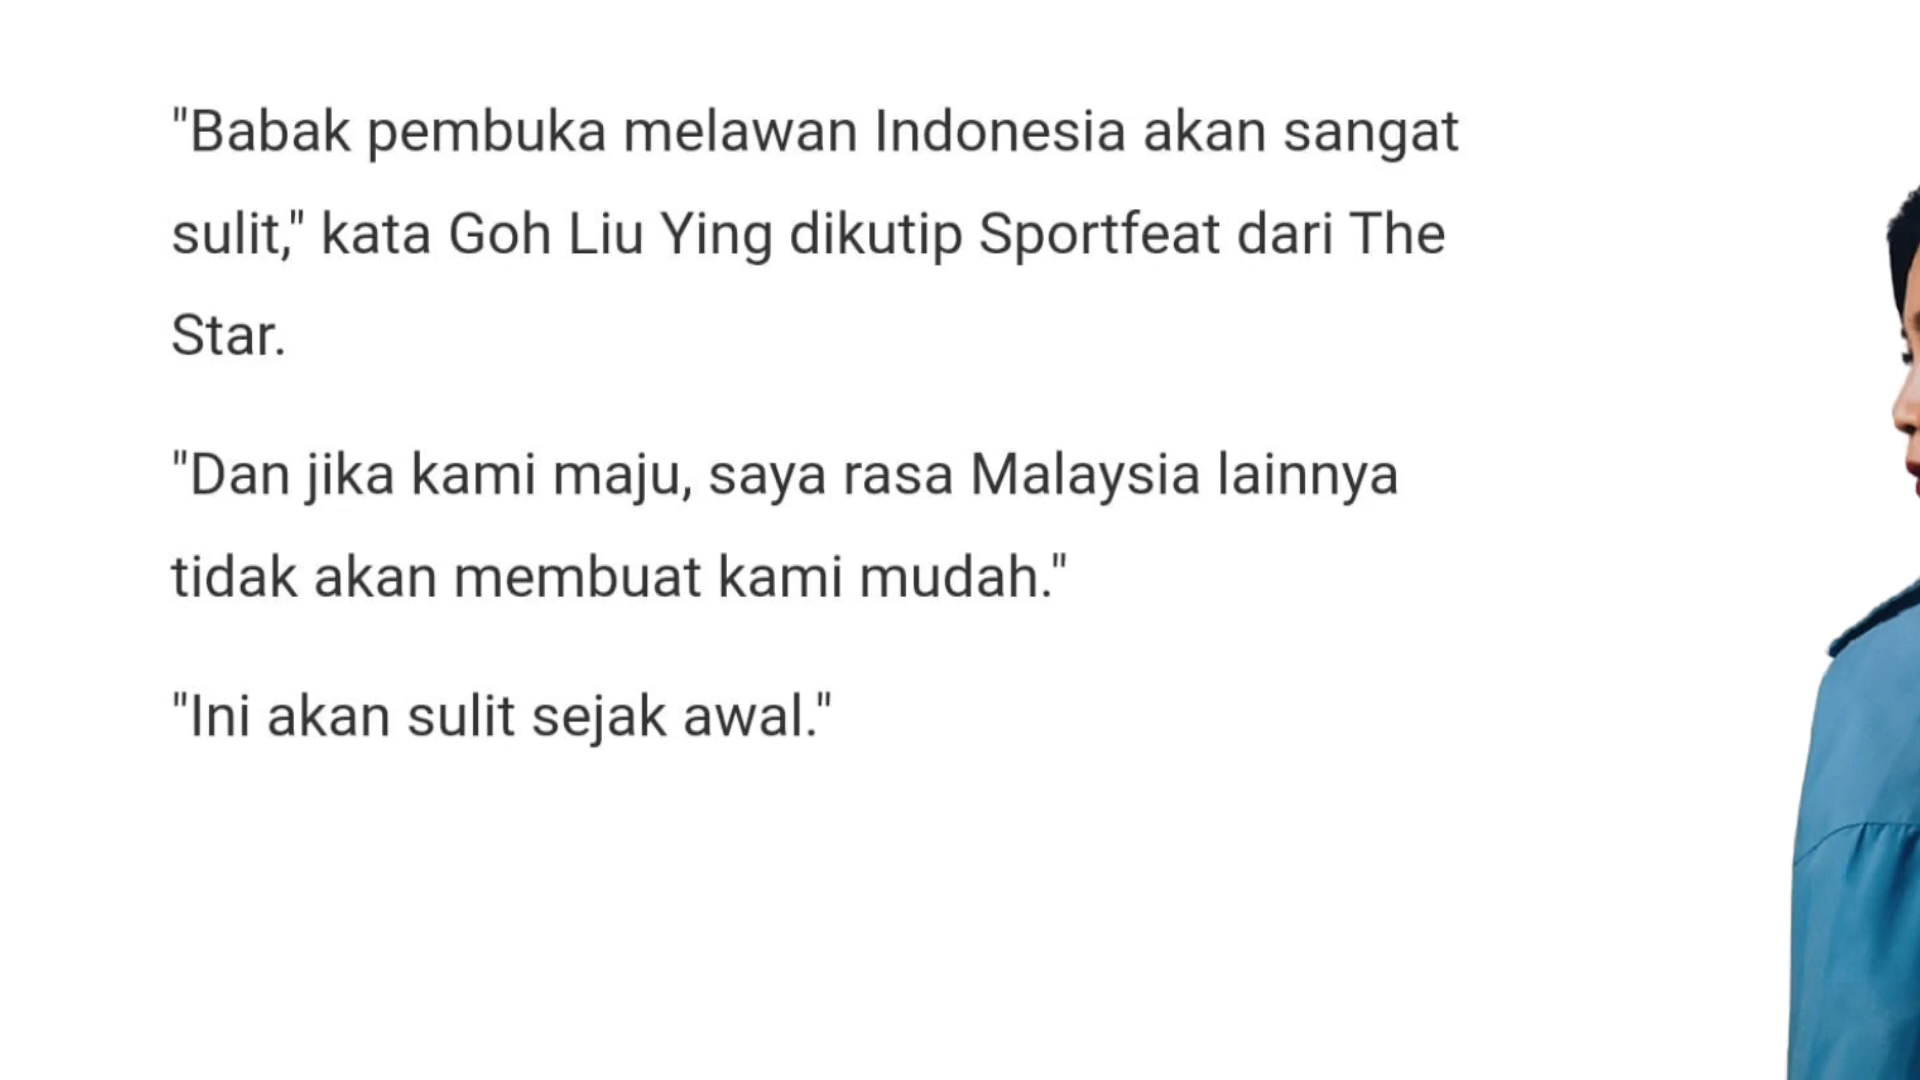 "Babak pembuka melawan Indonesia akan sangat
sulit," kata Goh Liu Ying dikutip Sportfeat dari The
Star.
"Dan jika kami maju, saya rasa Malaysia lainnya
tidak akan membuat kami mudah."
"Ini akan sulit sejak awal."